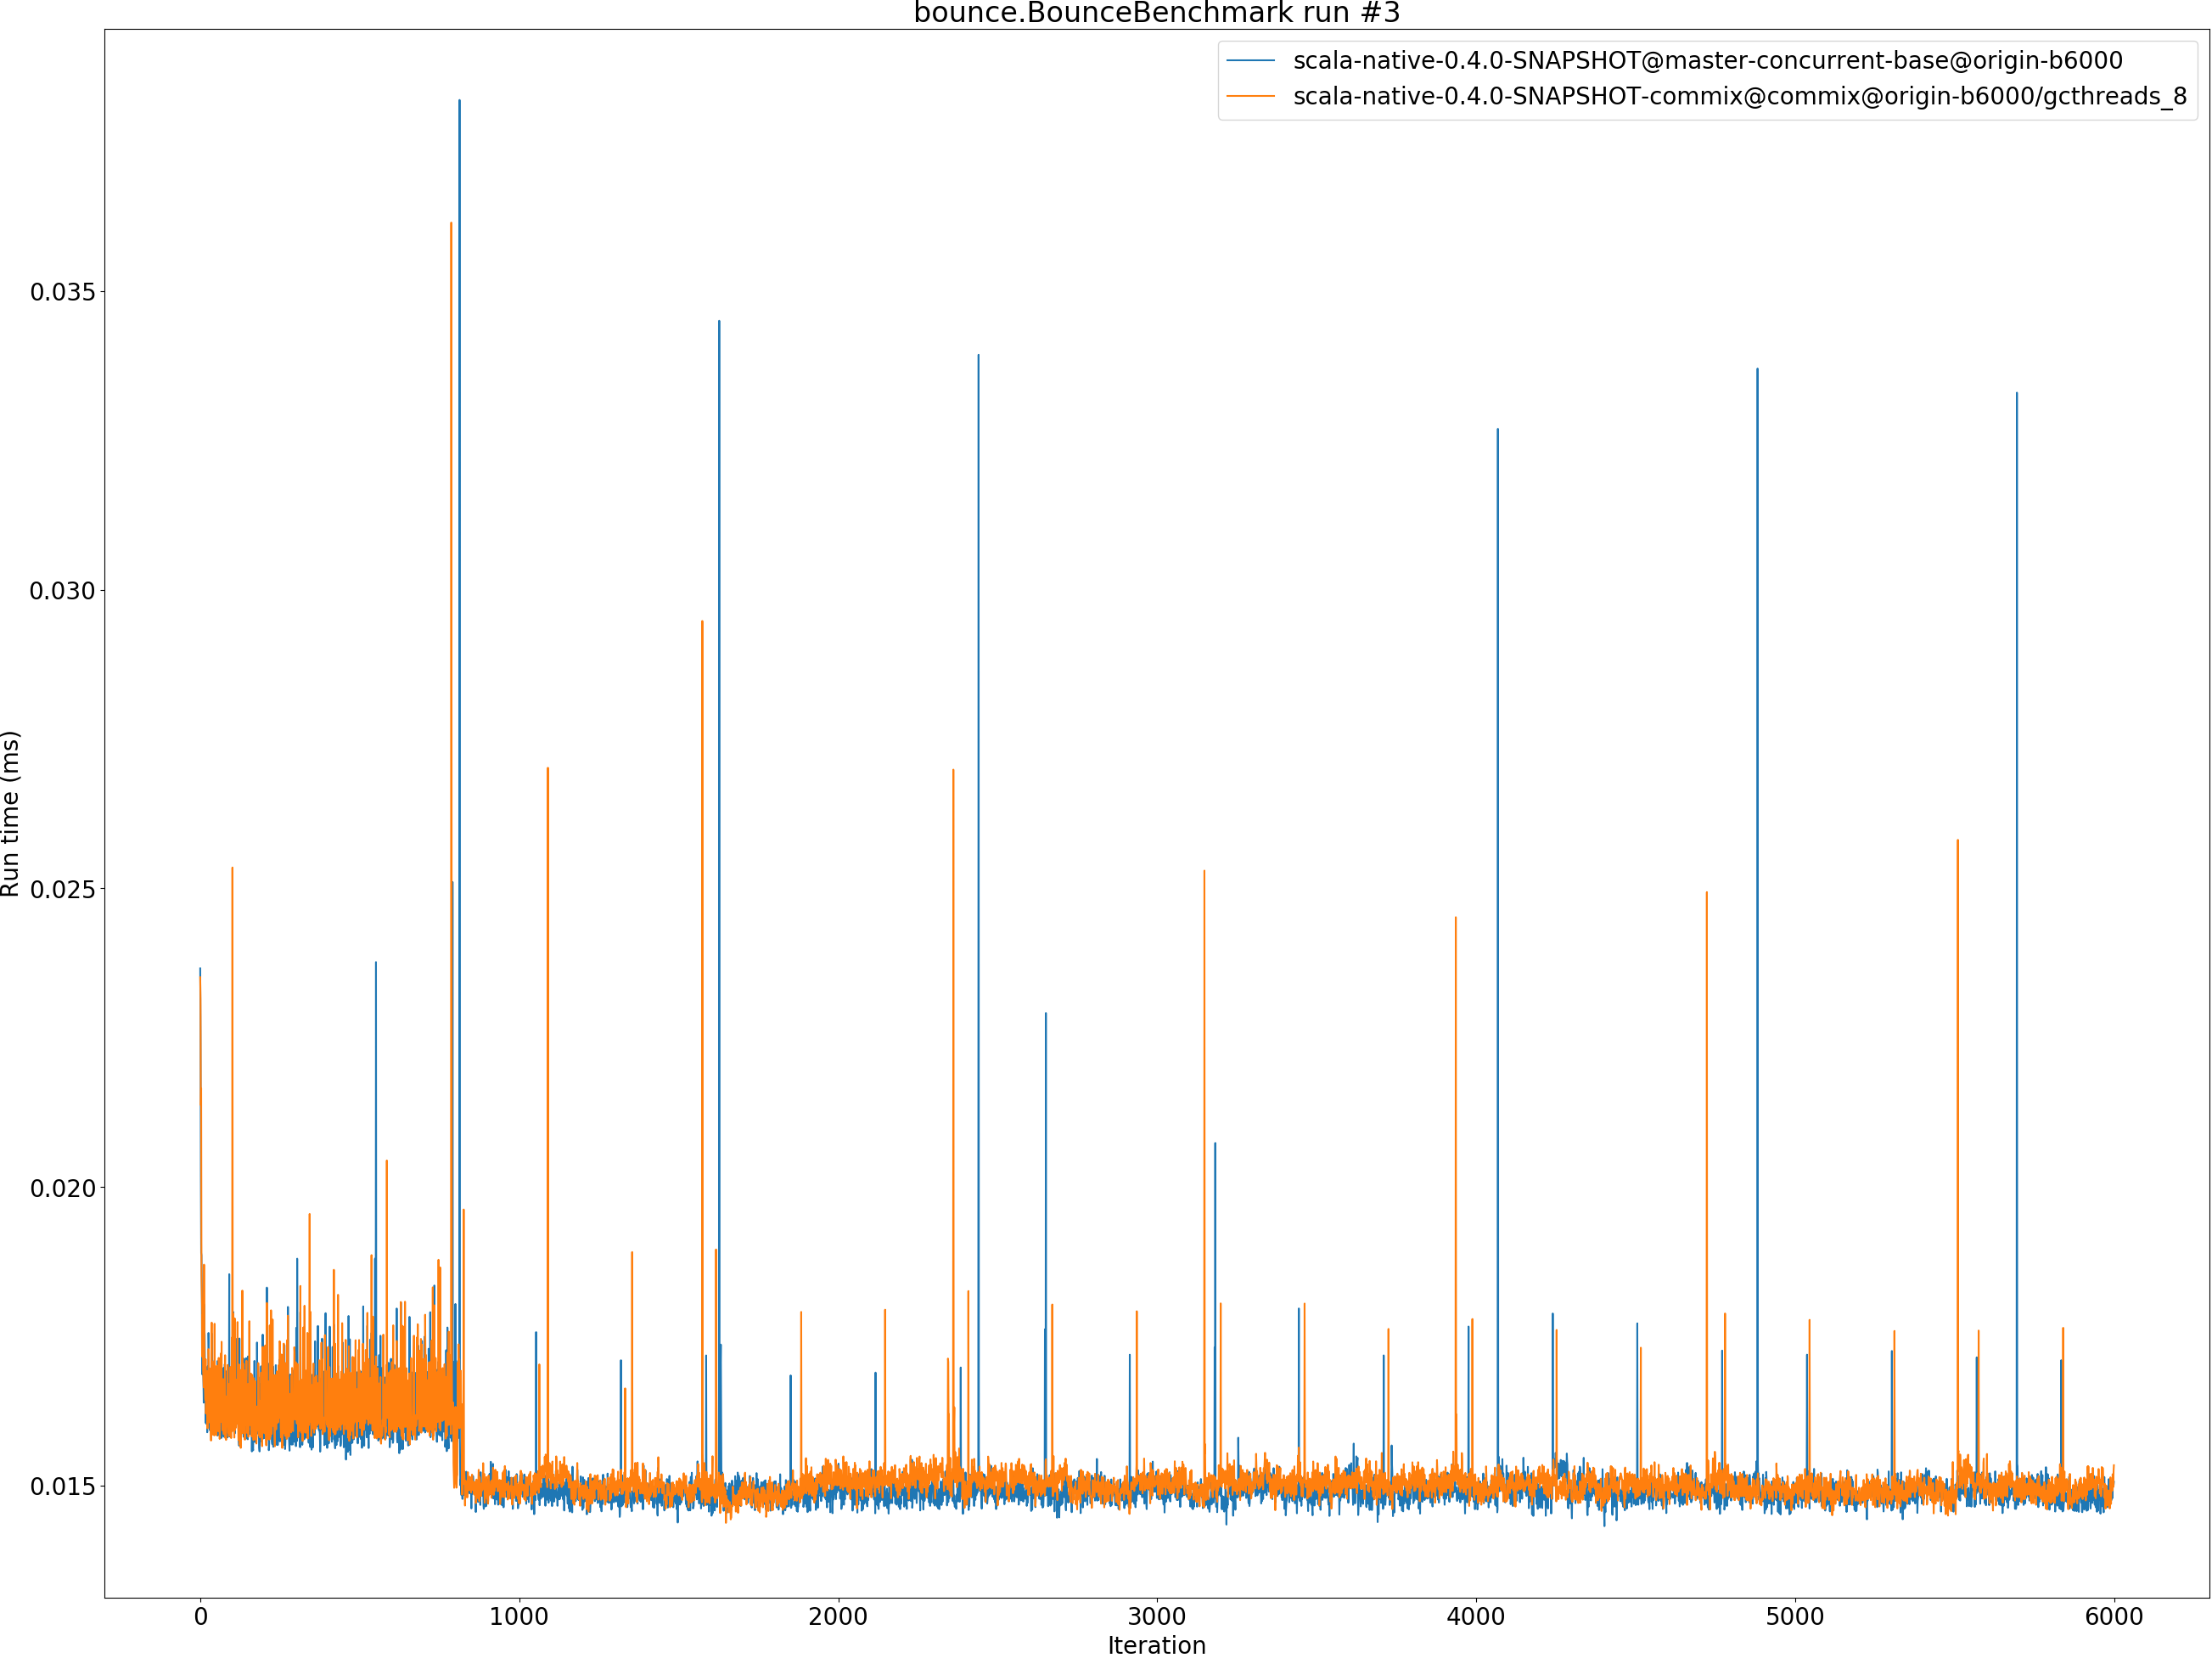 bounce.BounceBenchmark run #3
scala-native-0.4.0-SNAPSHOT@master-concurrent-base@origin-b6000
scala-native-0.4.0-SNAPSHOT-commix@commix@origin-b6000/gcthreads_8
Run time (ms)
0.035
0.030
0.025
0.020
0.015
0 1000 2000 3000 4000 5000 6000
Iteration